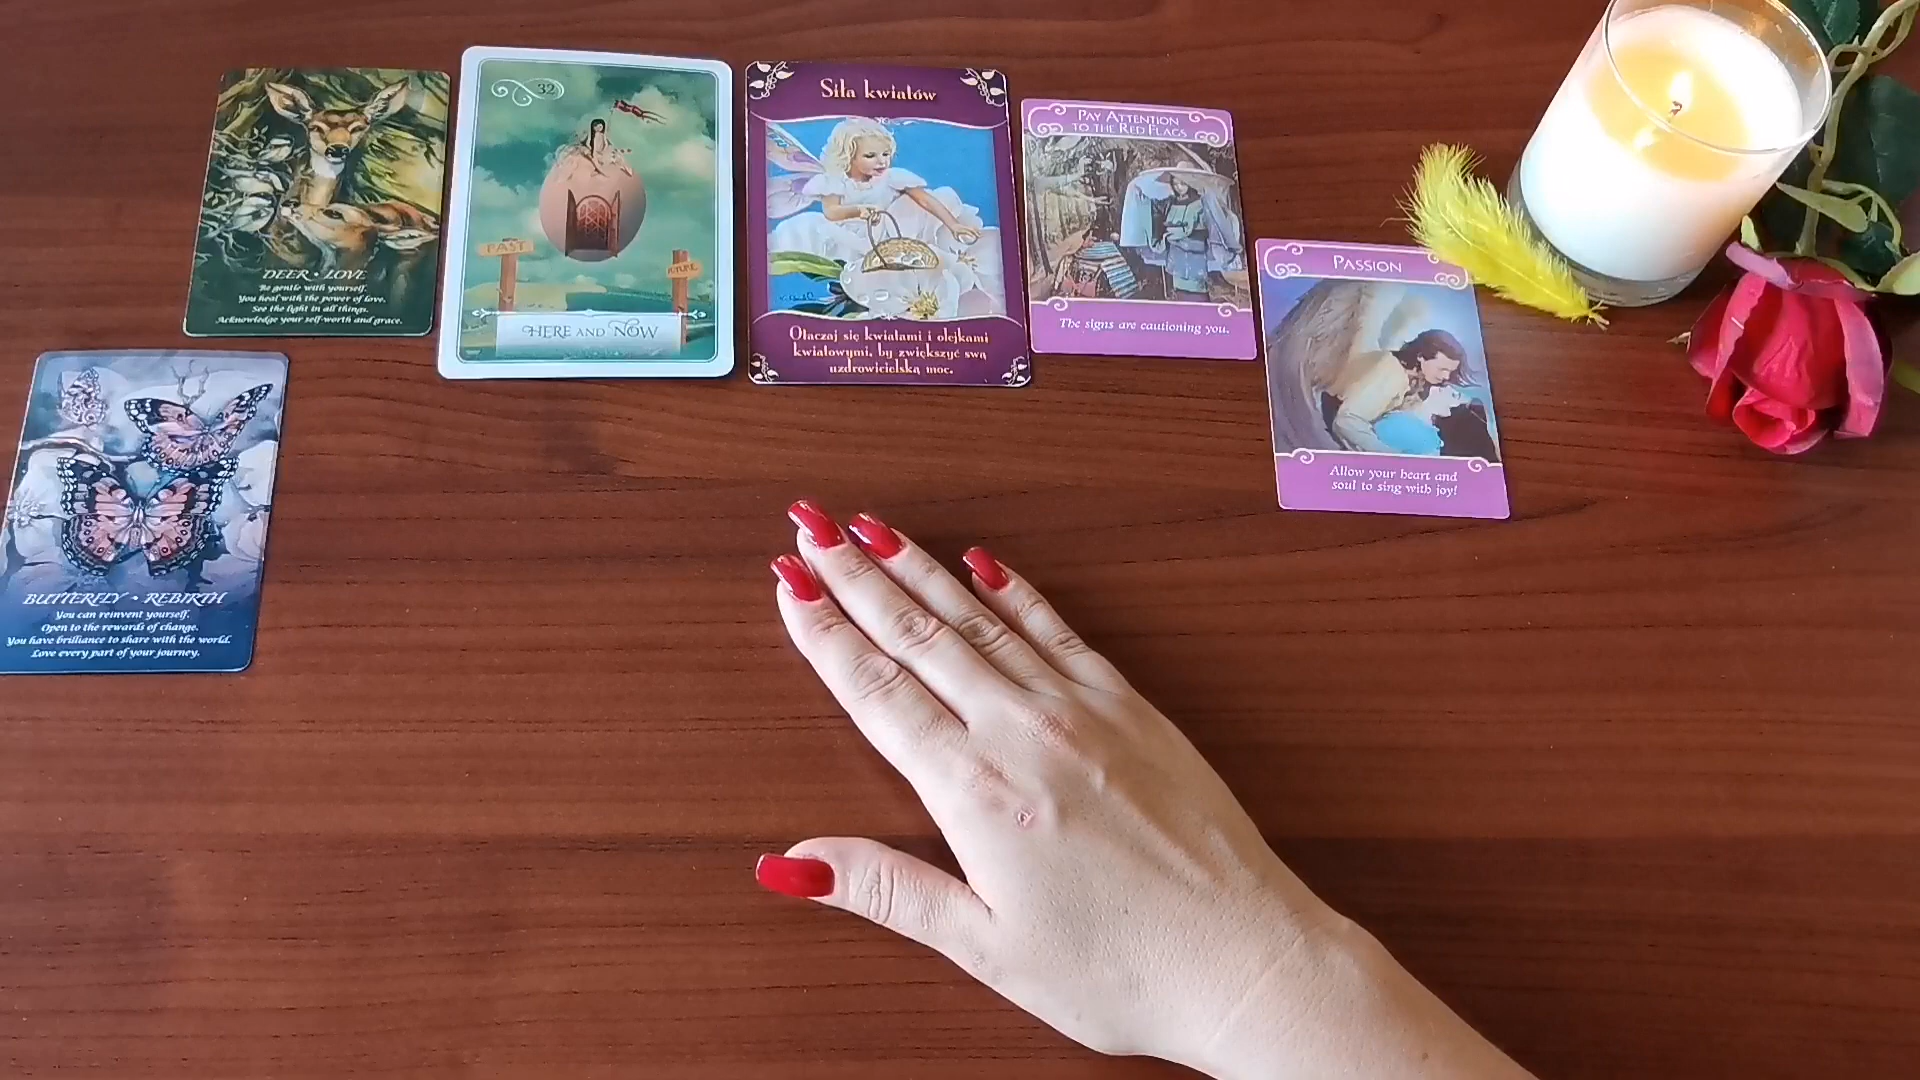 BUTTERFLY • REBIRTH
You can reinvent yourself.
Open to the rewards of change.
You have brilliance to share with the world.
Love every part of your journey.
DEER • LOVE
Be gentle with yourself.
You heal with the power of love.
See the light in all things.
Acknowledge your self-worth and grace.
32
PAST
FUTURE
HERE AND NOW
Siła kwiatów
Otaczaj się kwiatami i olejkami
kwiatowymi, by zwiększyć swą
uzdrowicielską moc.
PAY ATTENTION
TO THE RED FLAGS
The signs are cautioning you.
PASSION
Allow your heart and
soul to sing with joy!